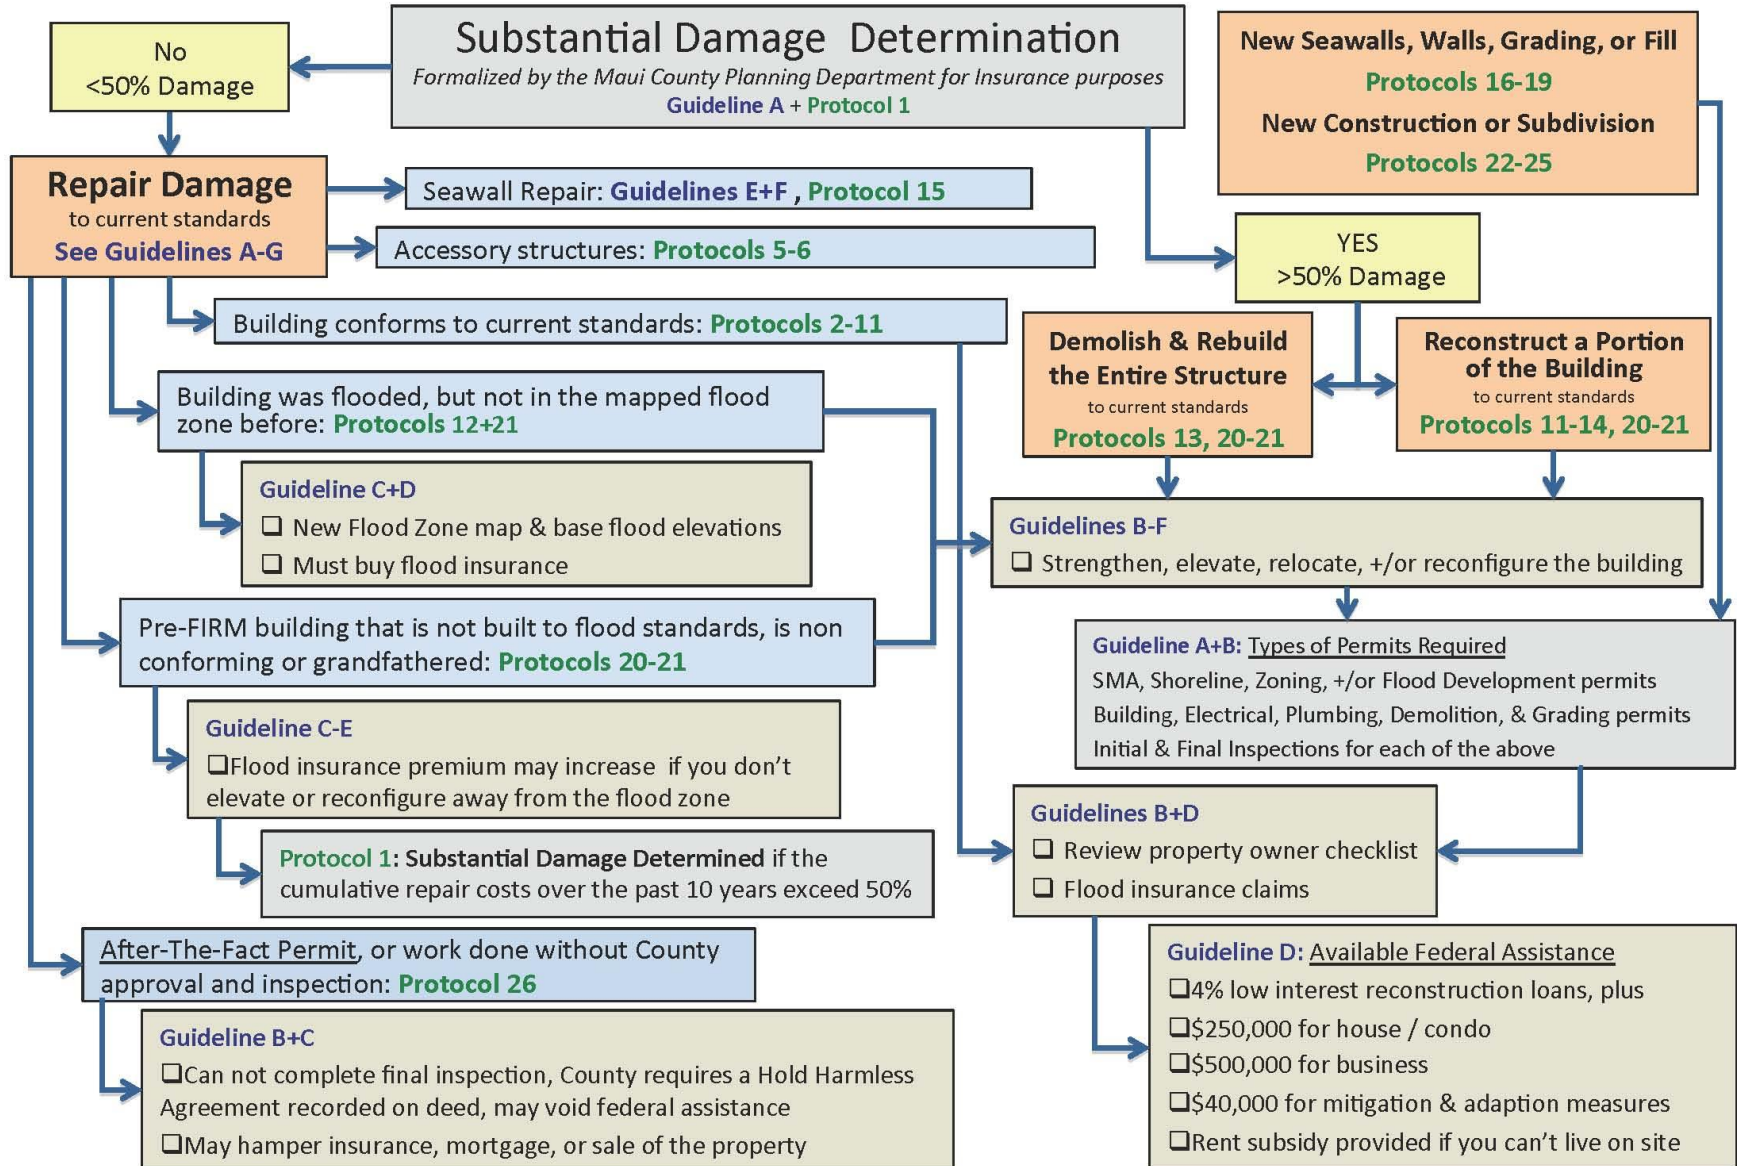 No
<50% Damage
Substantial Damage Determination
Formalized by the Maui County Planning Department for Insurance purposes
Guideline A + Protocol 1
New Seawalls, Walls, Grading, or Fill
Protocols 16-19
New Construction or Subdivision
Protocols 22-25
Repair Damage
to current standards
See Guidelines A-G
Seawall Repair: Guidelines E+F , Protocol 15
Accessory structures: Protocols 5-6
YES
>50% Damage
Building conforms to current standards: Protocols 2-11
Demolish & Rebuild
the Entire Structure
to current standards
Protocols 13, 20-21
Reconstruct a Portion
of the Building
to current standards
Protocols 11-14, 20-21
Building was flooded, but not in the mapped flood
zone before: Protocols 12+21
Guideline C+D
❑ New Flood Zone map & base flood elevations
❑ Must buy flood insurance
Guidelines B-F
❑ Strengthen, elevate, relocate, +/or reconfigure the building
Pre-FIRM building that is not built to flood standards, is non
conforming or grandfathered: Protocols 20-21
Guideline A+B: Types of Permits Required
SMA, Shoreline, Zoning, +/or Flood Development permits
Building, Electrical, Plumbing, Demolition, & Grading permits
Initial & Final Inspections for each of the above
Guideline C-E
❑Flood insurance premium may increase if you don't
elevate or reconfigure away from the flood zone
Guidelines B+D
❑ Review property owner checklist
❑ Flood insurance claims
Protocol 1: Substantial Damage Determined if the
cumulative repair costs over the past 10 years exceed 50%
After-The-Fact Permit, or work done without County
approval and inspection: Protocol 26
Guideline D: Available Federal Assistance
❑4% low interest reconstruction loans, plus
❑$250,000 for house / condo
❑$500,000 for business
❑$40,000 for mitigation & adaption measures
❑Rent subsidy provided if you can't live on site
Guideline B+C
❑Can not complete final inspection, County requires a Hold Harmless
Agreement recorded on deed, may void federal assistance
❑May hamper insurance, mortgage, or sale of the property